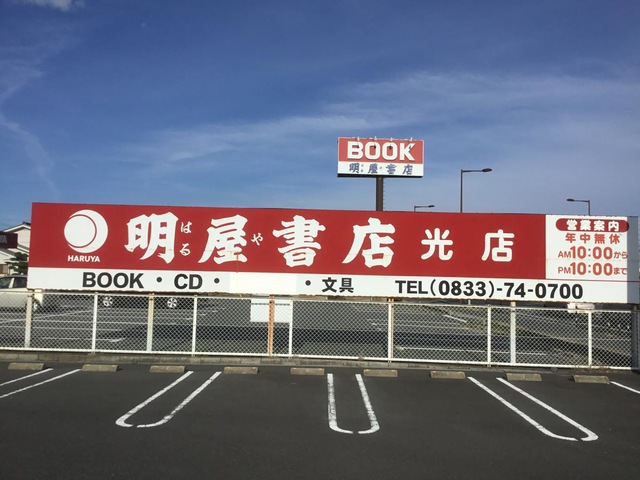 BOOK
明屋書店
HARUYA
明はる屋や書店 光店
営業案内
年中無休
AM10:00から
PM10:00まで
BOOK・CD・ ・文具 TEL(0833)-74-0700